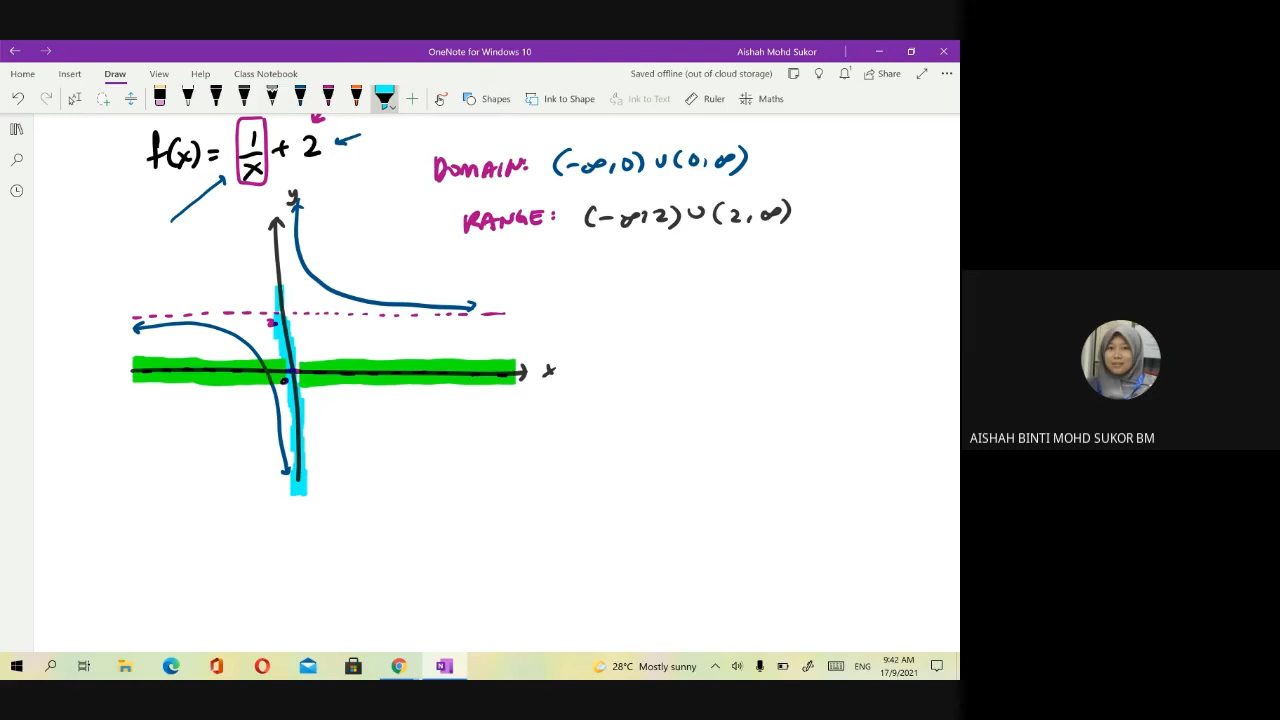 OneNote for Windows 10
Aishah Mohd Sukor
Home Insert Draw View Help Class Notebook
Saved offline (out of cloud storage) Share
Shapes Ink to Shape Ink to Text Ruler Maths
f(x) = 1/x + 2
DOMAIN: (-∞, 0) ∪ (0, ∞)
RANGE: (-∞, 2) ∪ (2, ∞)
y
2
0
x
AISHAH BINTI MOHD SUKOR BM
28°C Mostly sunny
ENG
9:42 AM
17/9/2021